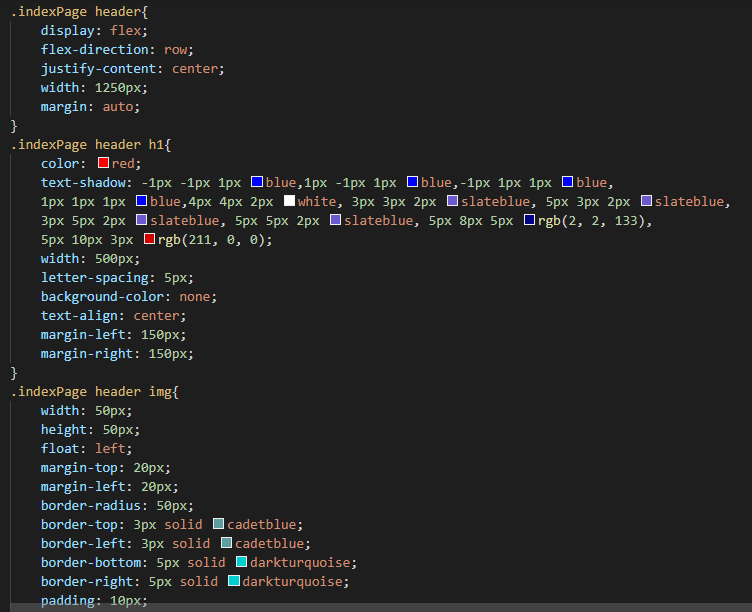 .indexPage header{
    display: flex;
    flex-direction: row;
    justify-content: center;
    width: 1250px;
    margin: auto;
}
.indexPage header h1{
    color: red;
    text-shadow: -1px -1px 1px blue,1px -1px 1px blue,-1px 1px 1px blue,
    1px 1px 1px blue,4px 4px 2px white, 3px 3px 2px slateblue, 5px 3px 2px slateblue,
    3px 5px 2px slateblue, 5px 5px 2px slateblue, 5px 8px 5px rgb(2, 2, 133),
    5px 10px 3px rgb(211, 0, 0);
    width: 500px;
    letter-spacing: 5px;
    background-color: none;
    text-align: center;
    margin-left: 150px;
    margin-right: 150px;
}
.indexPage header img{
    width: 50px;
    height: 50px;
    float: left;
    margin-top: 20px;
    margin-left: 20px;
    border-radius: 50px;
    border-top: 3px solid cadetblue;
    border-left: 3px solid cadetblue;
    border-bottom: 5px solid darkturquoise;
    border-right: 5px solid darkturquoise;
    padding: 10px;